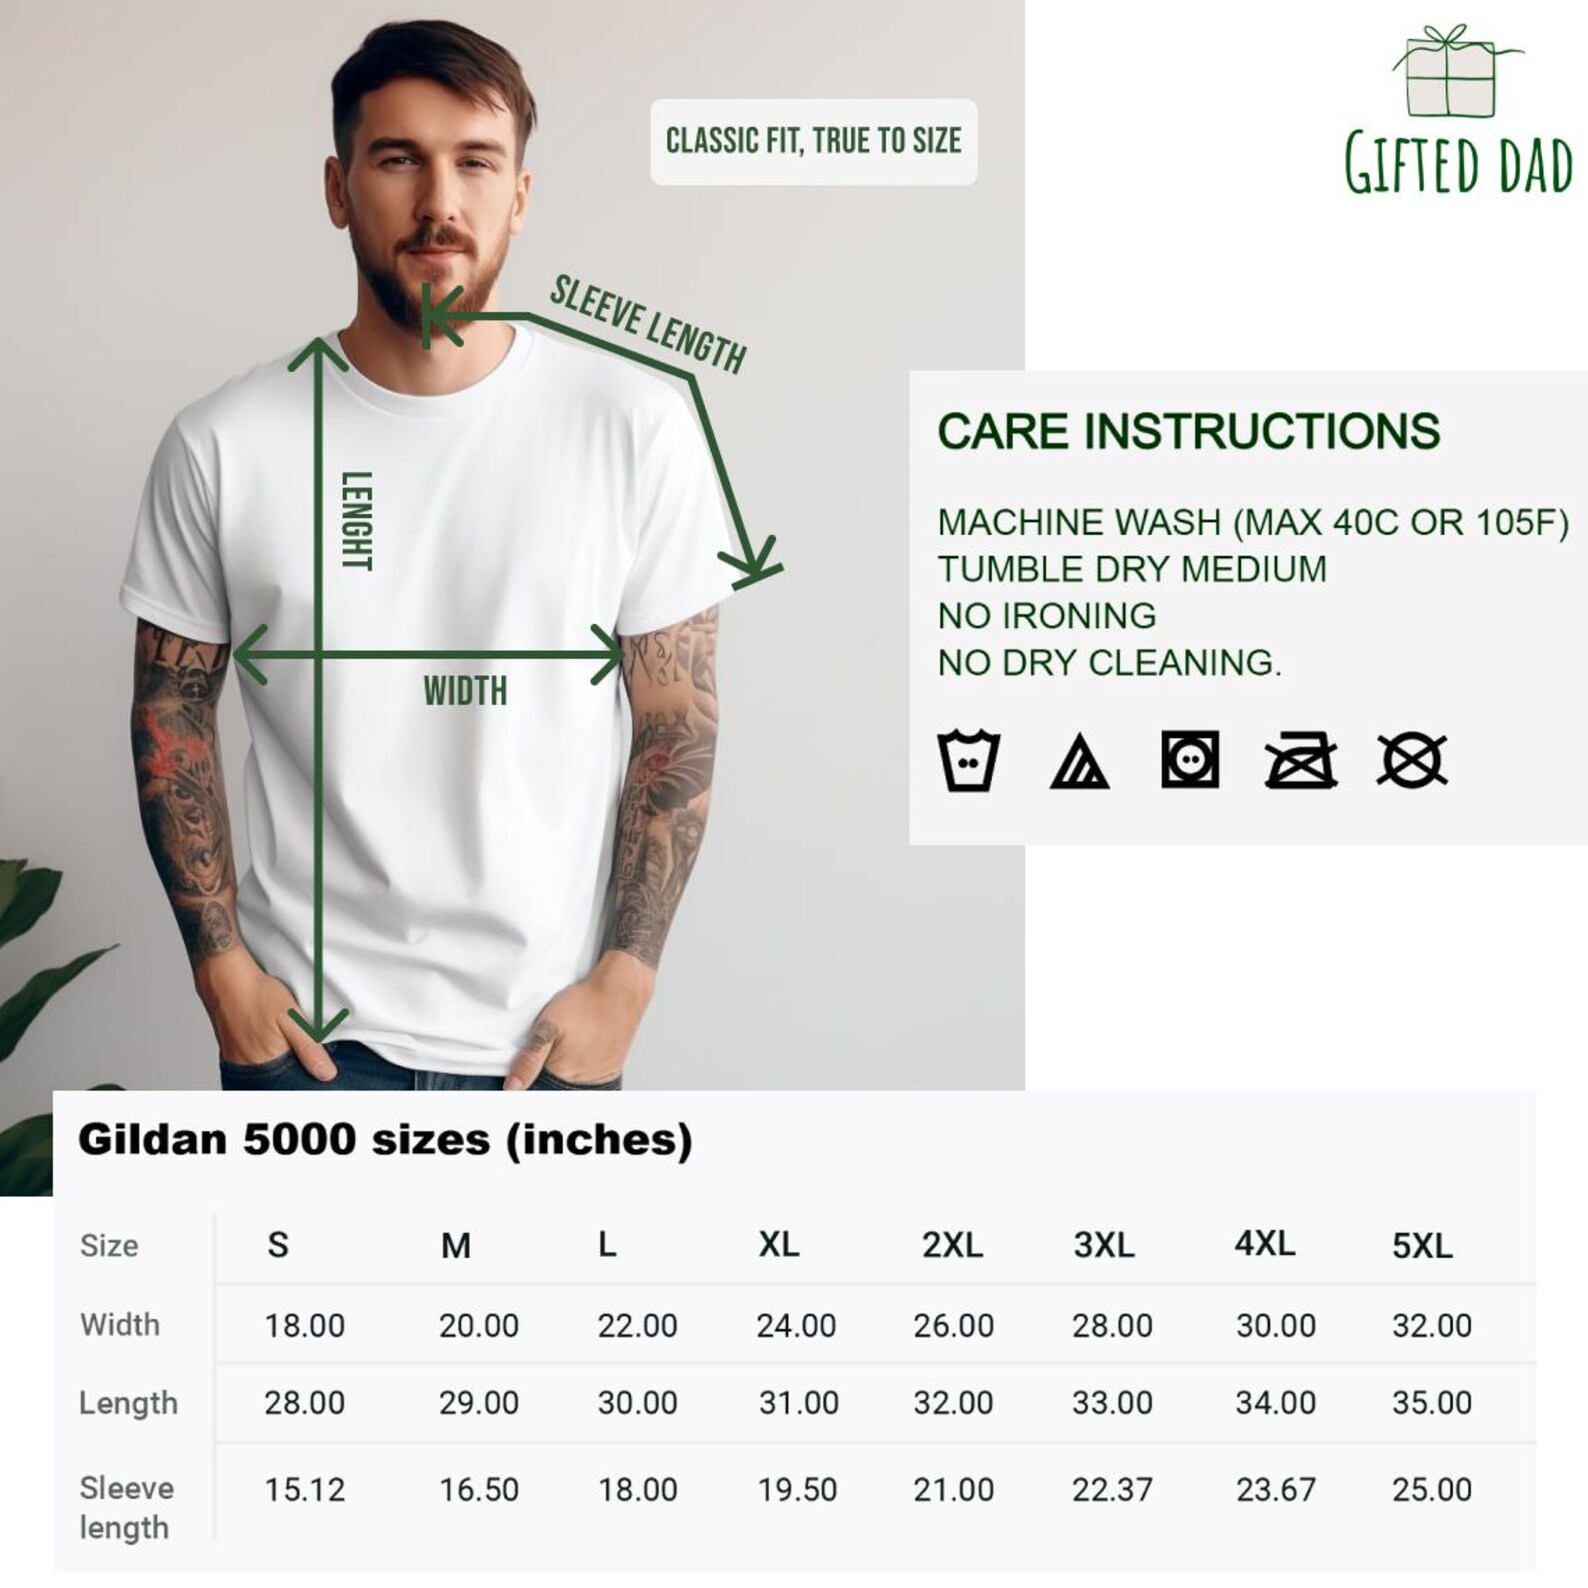 CLASSIC FIT, TRUE TO SIZE
GIFTED DAD
SLEEVE LENGTH
LENGHT
WIDTH
CARE INSTRUCTIONS
MACHINE WASH (MAX 40C OR 105F)
TUMBLE DRY MEDIUM
NO IRONING
NO DRY CLEANING.
Gildan 5000 sizes (inches)
Size S M L XL 2XL 3XL 4XL 5XL
Width 18.00 20.00 22.00 24.00 26.00 28.00 30.00 32.00
Length 28.00 29.00 30.00 31.00 32.00 33.00 34.00 35.00
Sleeve length 15.12 16.50 18.00 19.50 21.00 22.37 23.67 25.00